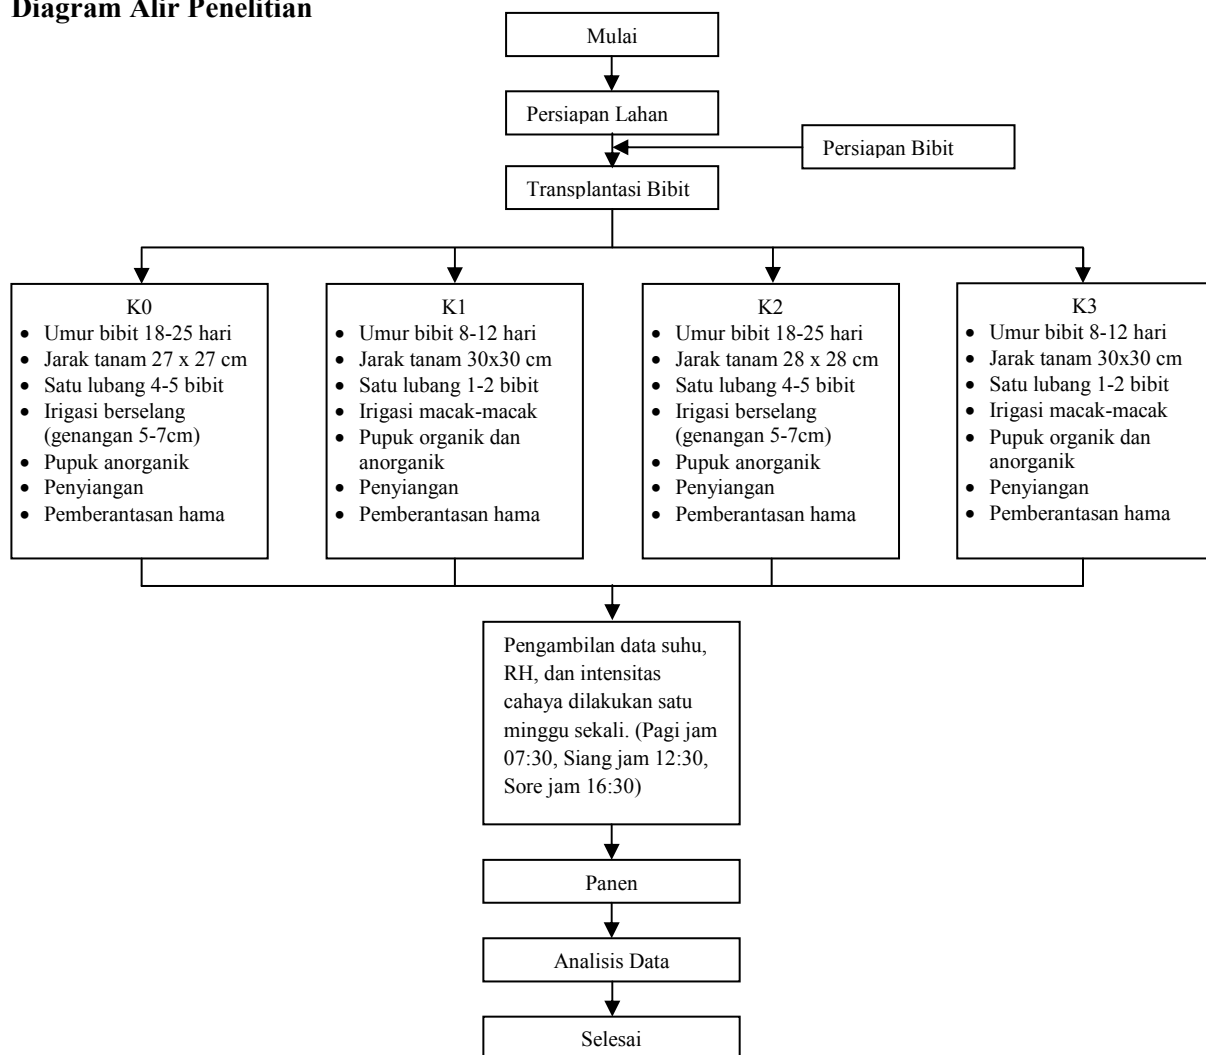 Diagram Alir Penelitian
Mulai
Persiapan Lahan
Persiapan Bibit
Transplantasi Bibit
K0
• Umur bibit 18-25 hari
• Jarak tanam 27 x 27 cm
• Satu lubang 4-5 bibit
• Irigasi berselang
(genangan 5-7cm)
• Pupuk anorganik
• Penyiangan
• Pemberantasan hama
K1
• Umur bibit 8-12 hari
• Jarak tanam 30x30 cm
• Satu lubang 1-2 bibit
• Irigasi macak-macak
• Pupuk organik dan
anorganik
• Penyiangan
• Pemberantasan hama
K2
• Umur bibit 18-25 hari
• Jarak tanam 28 x 28 cm
• Satu lubang 4-5 bibit
• Irigasi berselang
(genangan 5-7cm)
• Pupuk anorganik
• Penyiangan
• Pemberantasan hama
K3
• Umur bibit 8-12 hari
• Jarak tanam 30x30 cm
• Satu lubang 1-2 bibit
• Irigasi macak-macak
• Pupuk organik dan
anorganik
• Penyiangan
• Pemberantasan hama
Pengambilan data suhu,
RH, dan intensitas
cahaya dilakukan satu
minggu sekali. (Pagi jam
07:30, Siang jam 12:30,
Sore jam 16:30)
Panen
Analisis Data
Selesai